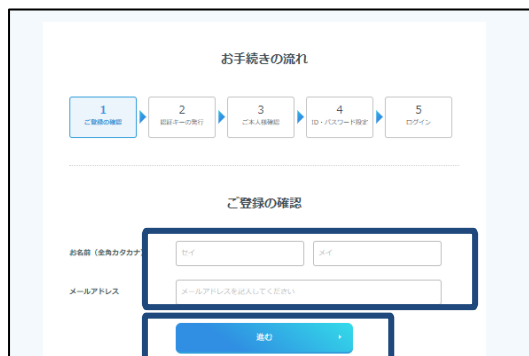 お手続きの流れ
1
ご登録の確認
2
認証キーの発行
3
ご本人様確認
4
ID・パスワード設定
5
ログイン
ご登録の確認
お名前（全角カタカナ）
セイ
メイ
メールアドレス
メールアドレスを記入してください
進む